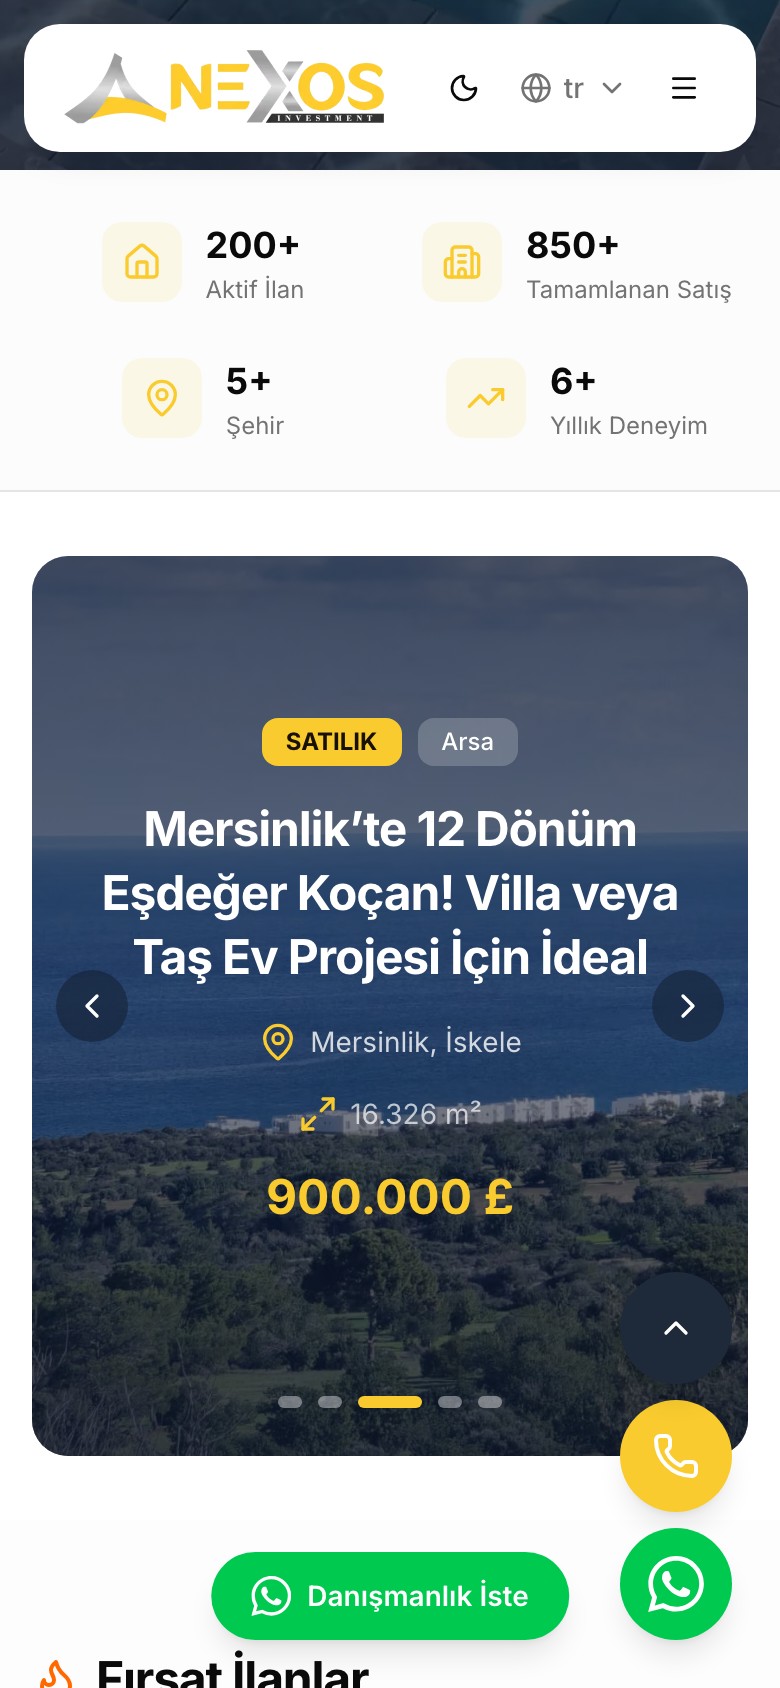 NEXOS
INVESTMENT
tr
200+
Aktif İlan
850+
Tamamlanan Satış
5+
Şehir
6+
Yıllık Deneyim
SATILIK
Arsa
Mersinlik’te 12 Dönüm
Eşdeğer Koçan! Villa veya
Taş Ev Projesi İçin İdeal
Mersinlik, İskele
16.326 m²
900.000 £
Danışmanlık İste
Fırsat İlanlar